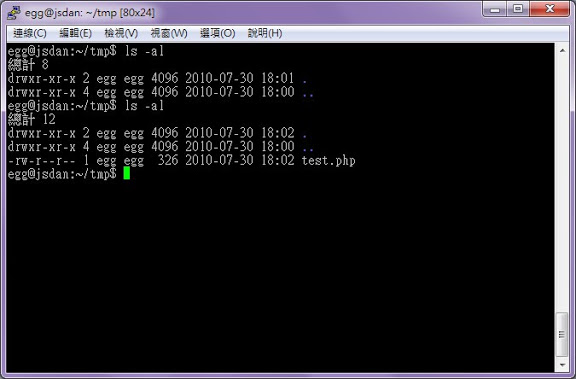 egg@jsdan: ~/tmp [80x24]
連線(C) 編輯(E) 檢視(V) 視窗(W) 選項(O) 說明(H)
egg@jsdan:~/tmp$ ls -al
總計 8
drwxr-xr-x 2 egg egg 4096 2010-07-30 18:01 .
drwxr-xr-x 4 egg egg 4096 2010-07-30 18:00 ..
egg@jsdan:~/tmp$ ls -al
總計 12
drwxr-xr-x 2 egg egg 4096 2010-07-30 18:02 .
drwxr-xr-x 4 egg egg 4096 2010-07-30 18:00 ..
-rw-r--r-- 1 egg egg  326 2010-07-30 18:02 test.php
egg@jsdan:~/tmp$